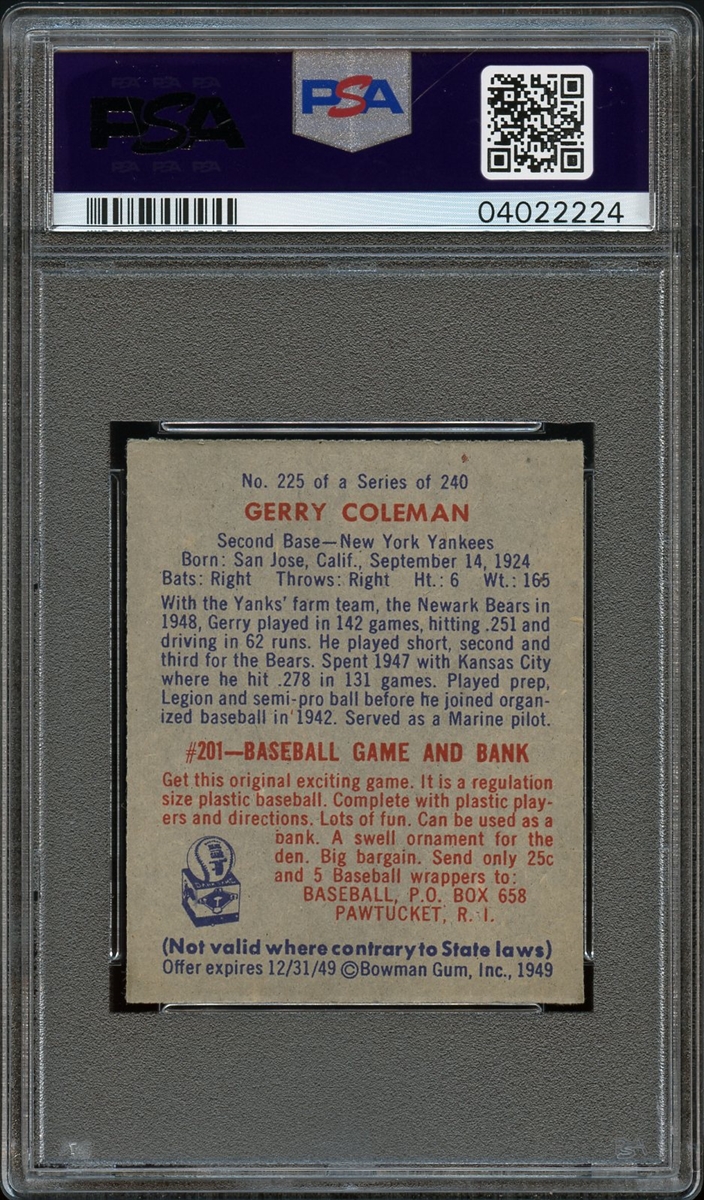 PSA PSA PSA
PSA
PSA PSA PSA
PSA
04022224
No. 225 of a Series of 240
GERRY COLEMAN
Second Base—New York Yankees
Born: San Jose, Calif., September 14, 1924
Bats: Right Throws: Right Ht.: 6 Wt.: 165
With the Yanks' farm team, the Newark Bears in
1948, Gerry played in 142 games, hitting .251 and
driving in 62 runs. He played short, second and
third for the Bears. Spent 1947 with Kansas City
where he hit .278 in 131 games. Played prep,
Legion and semi-pro ball before he joined organ-
ized baseball in 1942. Served as a Marine pilot.
#201—BASEBALL GAME AND BANK
Get this original exciting game. It is a regulation
size plastic baseball. Complete with plastic play-
ers and directions. Lots of fun. Can be used as a
bank. A swell ornament for the
den. Big bargain. Send only 25c
and 5 Baseball wrappers to:
BASEBALL, P.O. BOX 658
PAWTUCKET, R. I.
(Not valid where contrary to State laws)
Offer expires 12/31/49 ©Bowman Gum, Inc., 1949